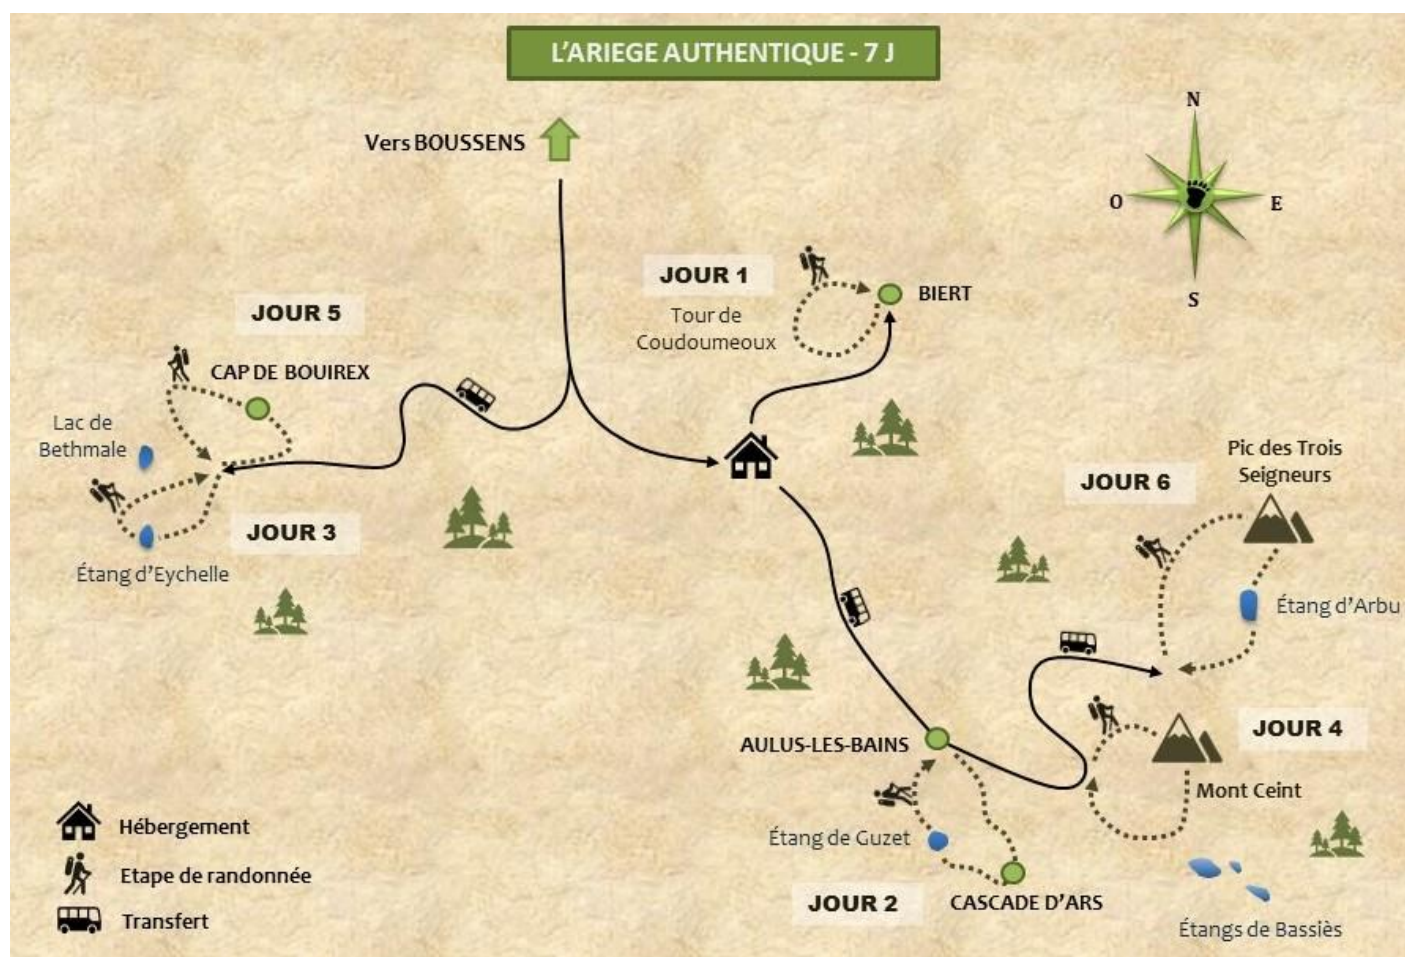 L'ARIEGE AUTHENTIQUE - 7 J
N
Vers BOUSSENS
O
E
S
JOUR 1
BIERT
Tour de
Coudoumeoux
JOUR 5
CAP DE BOUIREX
Lac de
Bethmale
JOUR 3
Étang d'Eychelle
Pic des Trois
Seigneurs
JOUR 6
Étang d'Arbu
AULUS-LES-BAINS
JOUR 4
Mont Ceint
Étang de Guzet
JOUR 2
CASCADE D'ARS
Étangs de Bassiès
Hébergement
Etape de randonnée
Transfert